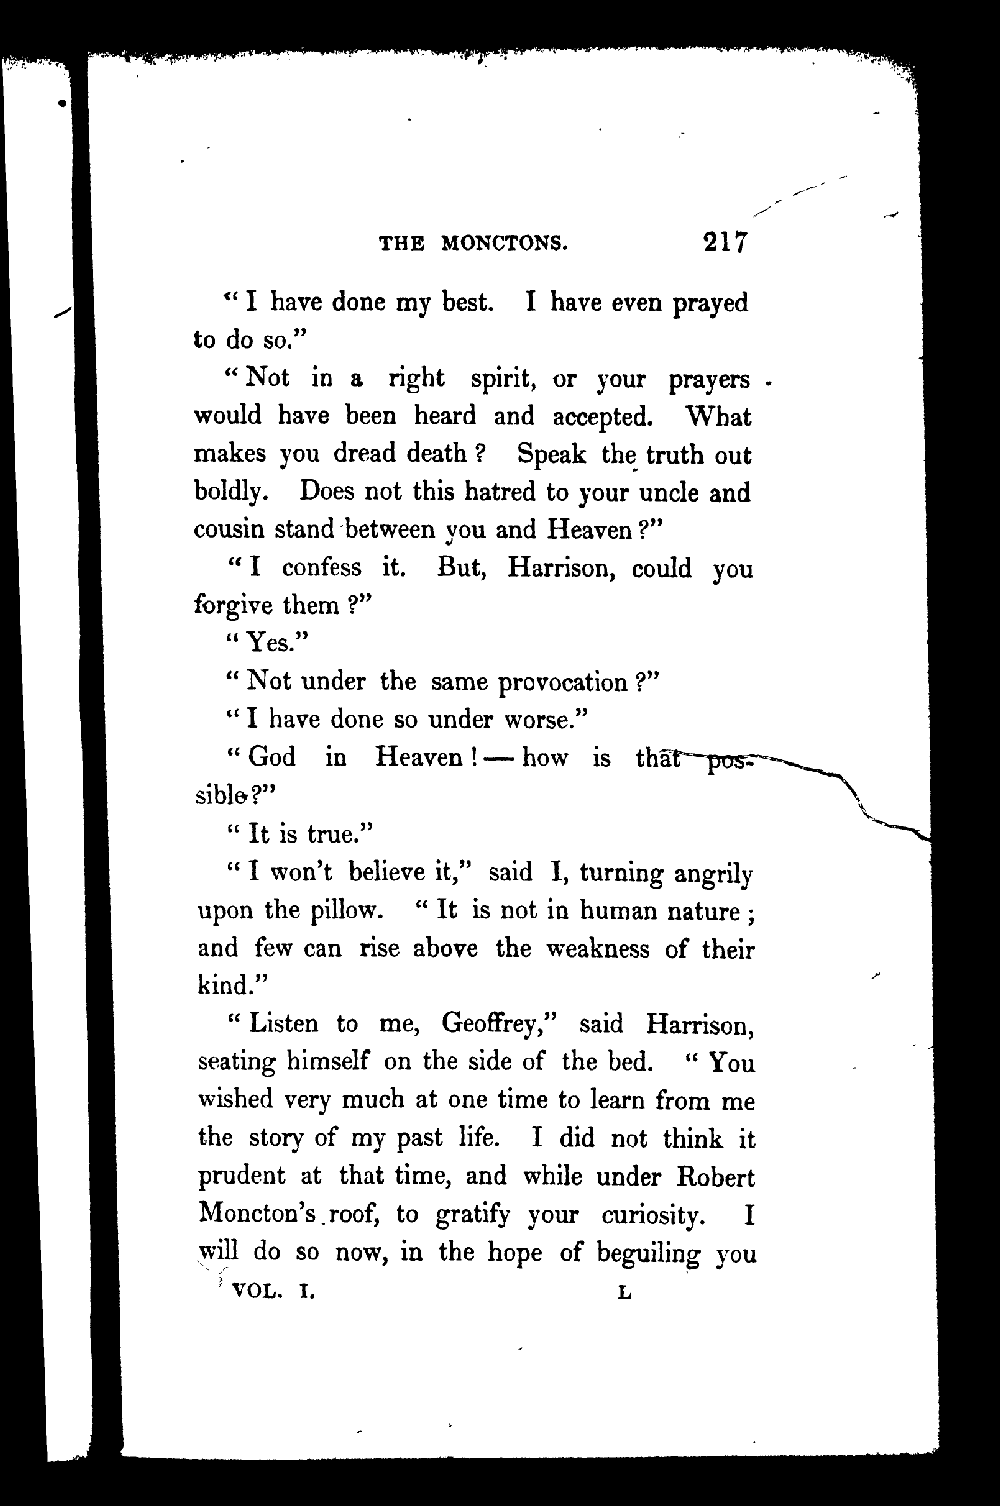 THE MONCTONS. 217
“I have done my best. I have even prayed
to do so.”
“Not in a right spirit, or your prayers
would have been heard and accepted. What
makes you dread death? Speak the truth out
boldly. Does not this hatred to your uncle and
cousin stand between you and Heaven?”
“I confess it. But, Harrison, could you
forgive them?”
“Yes.”
“Not under the same provocation?”
“I have done so under worse.”
“God in Heaven!—how is that pos-
sible?”
“It is true.”
“I won’t believe it,” said I, turning angrily
upon the pillow. “It is not in human nature;
and few can rise above the weakness of their
kind.”
“Listen to me, Geoffrey,” said Harrison,
seating himself on the side of the bed. “You
wished very much at one time to learn from me
the story of my past life. I did not think it
prudent at that time, and while under Robert
Moncton’s roof, to gratify your curiosity. I
will do so now, in the hope of beguiling you
VOL. I. L